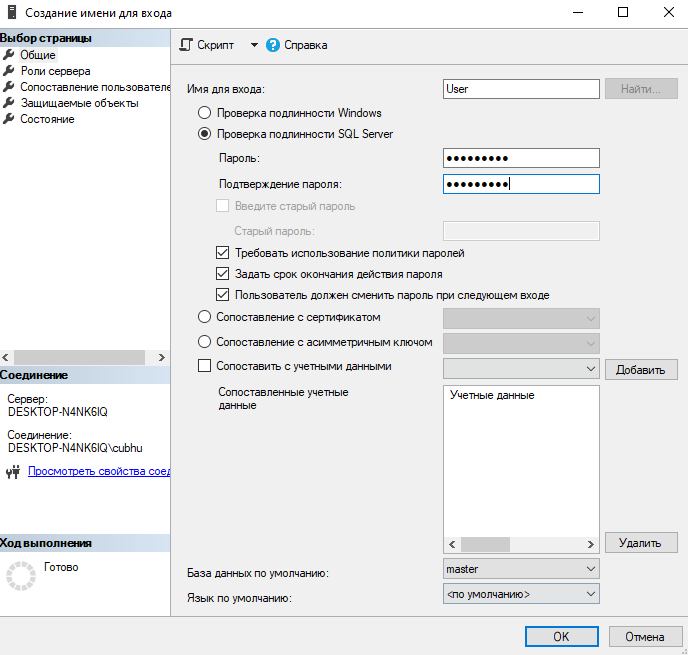 Создание имени для входа
Выбор страницы
Общие
Роли сервера
Сопоставление пользователе
Защищаемые объекты
Состояние
Скрипт
Справка
Имя для входа:
User
Найти...
Проверка подлинности Windows
Проверка подлинности SQL Server
Пароль:
●●●●●●●●●
Подтверждение пароля:
●●●●●●●●●
Введите старый пароль
Старый пароль:
Требовать использование политики паролей
Задать срок окончания действия пароля
Пользователь должен сменить пароль при следующем входе
Сопоставление с сертификатом
Сопоставление с асимметричным ключом
Сопоставить с учетными данными
Добавить
Сопоставленные учетные
данные
Учетные данные
Удалить
База данных по умолчанию:
master
Язык по умолчанию:
<по умолчанию>
Соединение
Сервер:
DESKTOP-N4NK6IQ
Соединение:
DESKTOP-N4NK6IQ\cubhu
Просмотреть свойства соед
Ход выполнения
Готово
OK
Отмена